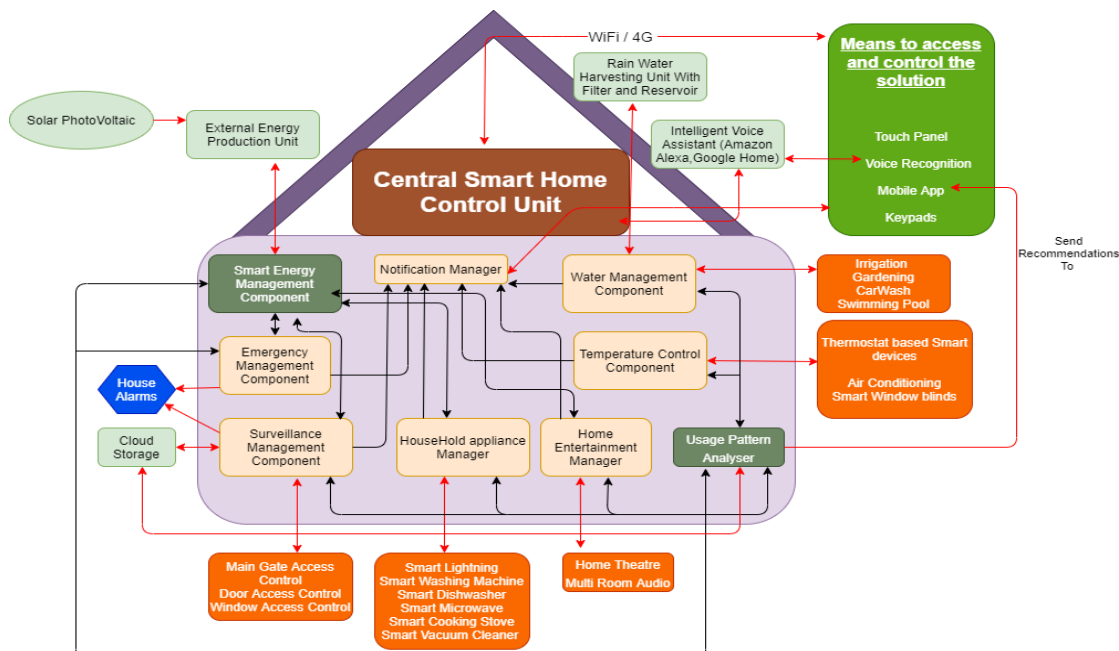 WiFi / 4G
Means to access
and control the
solution
Touch Panel
Voice Recognition
Mobile App
Keypads
Rain Water
Harvesting Unit With
Filter and Reservoir
Solar PhotoVoltaic
External Energy
Production Unit
Intelligent Voice
Assistant (Amazon
Alexa,Google Home)
Central Smart Home
Control Unit
Send
Recommendations
To
Smart Energy
Management
Component
Notification Manager
Water Management
Component
Irrigation
Gardening
CarWash
Swimming Pool
Emergency
Management
Component
Temperature Control
Component
Thermostat based Smart
devices
Air Conditioning
Smart Window blinds
House
Alarms
Cloud
Storage
Surveillance
Management
Component
HouseHold appliance
Manager
Home
Entertainment
Manager
Usage Pattern
Analyser
Main Gate Access
Control
Door Access Control
Window Access Control
Smart Lightning
Smart Washing Machine
Smart Dishwasher
Smart Microwave
Smart Cooking Stove
Smart Vacuum Cleaner
Home Theatre
Multi Room Audio